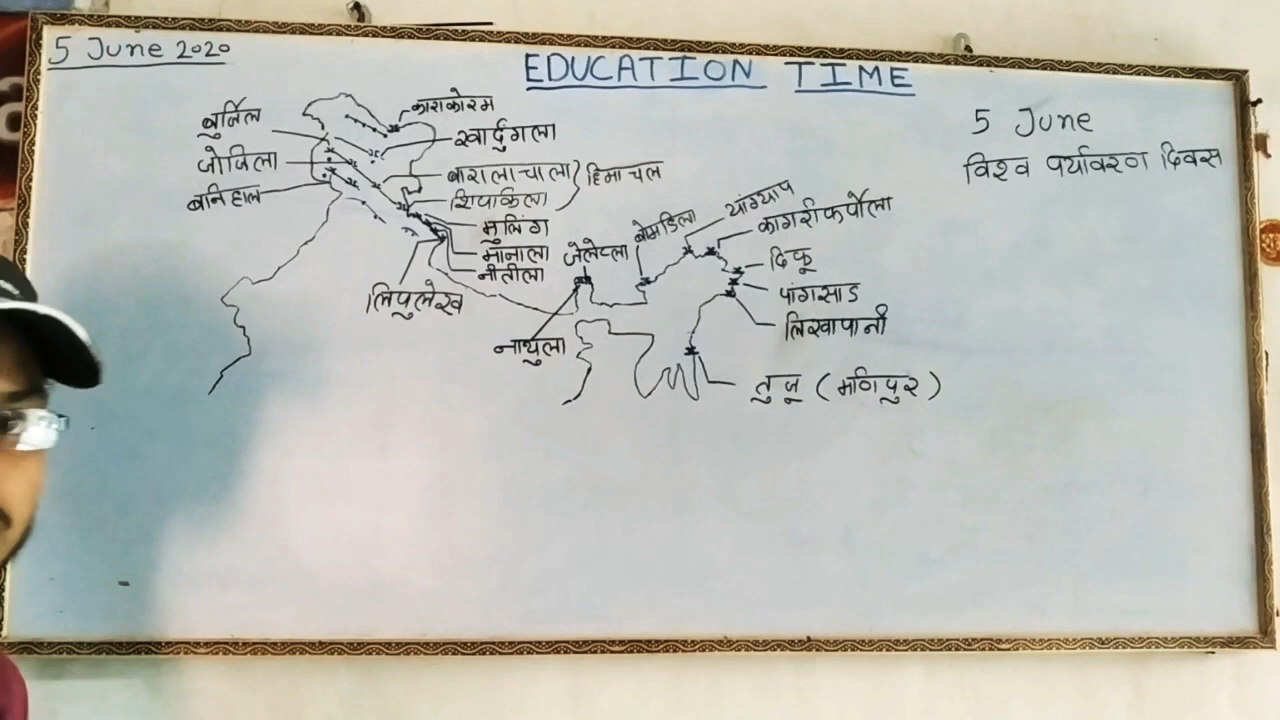 5 June 2020
EDUCATION TIME
5 June
विश्व पर्यावरण दिवस
काराकोरम
बुर्जिल
खार्दुंगला
जोजिला
बारालाचाला
शिपकिला
हिमाचल
बनिहाल
मुलिंग
मानाला
नीतीला
लिपुलेख
जेलेप्ला
नाथुला
बोमडिला
यांग्याप
कागर्राकर्पोला
दिफू
पांगसाड
लिखापानी
तुजू (मणिपुर)